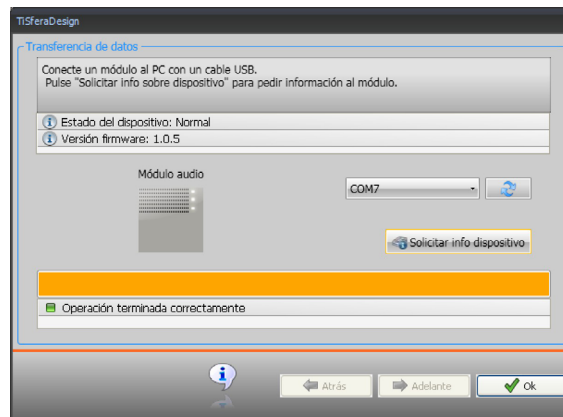 TiSferaDesign
Transferencia de datos
Conecte un módulo al PC con un cable USB.
Pulse "Solicitar info sobre dispositivo" para pedir información al módulo.
Estado del dispositivo: Normal
Versión firmware: 1.0.5
Módulo audio
COM7
Solicitar info dispositivo
Operación terminada correctamente
Atrás
Adelante
Ok